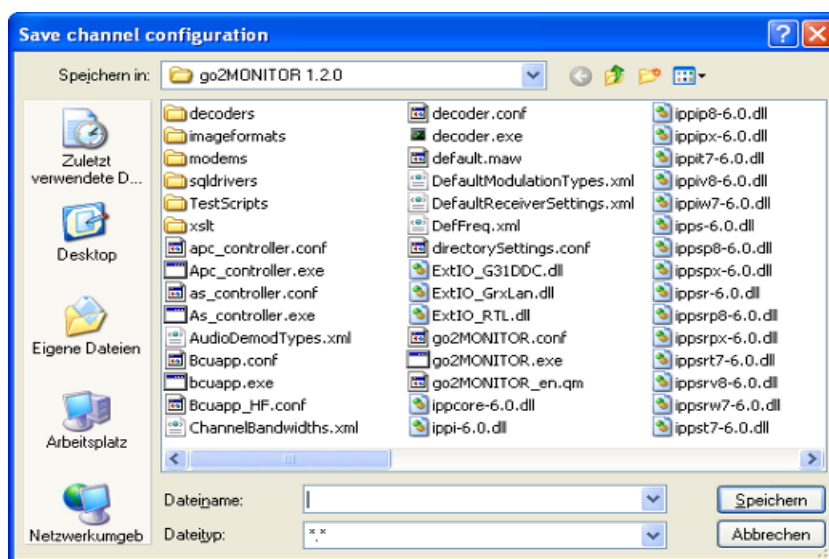 Save channel configuration
Speichern in:
go2MONITOR 1.2.0
Zuletzt
verwendete D...
Desktop
Eigene Dateien
Arbeitsplatz
Netzwerkumgeb
decoders
imageformats
modems
sqldrivers
TestScripts
xslt
apc_controller.conf
Apc_controller.exe
as_controller.conf
As_controller.exe
AudioDemodTypes.xml
Bcuapp.conf
bcuapp.exe
Bcuapp_HF.conf
ChannelBandwidths.xml
decoder.conf
decoder.exe
default.maw
DefaultModulationTypes.xml
DefaultReceiverSettings.xml
DefFreq.xml
directorySettings.conf
ExtIO_G31DDC.dll
ExtIO_GrxLan.dll
ExtIO_RTL.dll
go2MONITOR.conf
go2MONITOR.exe
go2MONITOR_en.qm
ippcore-6.0.dll
ippi-6.0.dll
ippip8-6.0.dll
ippipx-6.0.dll
ippit7-6.0.dll
ippiv8-6.0.dll
ippiw7-6.0.dll
ipps-6.0.dll
ippsp8-6.0.dll
ippspx-6.0.dll
ippsr-6.0.dll
ippsrp8-6.0.dll
ippsrpx-6.0.dll
ippsrt7-6.0.dll
ippsrv8-6.0.dll
ippsrw7-6.0.dll
ippst7-6.0.dll
Dateiname:
Speichern
Dateityp:
*.*
Abbrechen